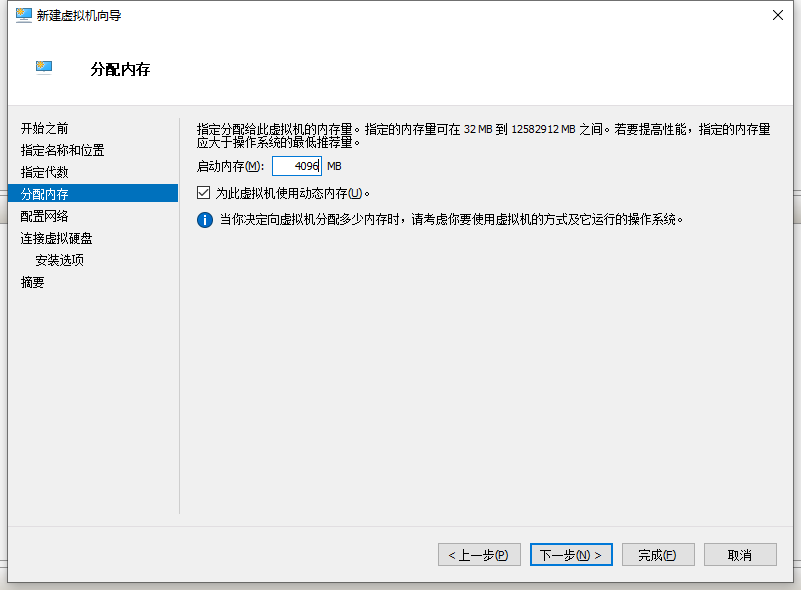 新建虚拟机向导
分配内存
开始之前
指定名称和位置
指定代数
分配内存
配置网络
连接虚拟硬盘
安装选项
摘要
指定分配给此虚拟机的内存量。指定的内存量可在 32 MB 到 12582912 MB 之间。若要提高性能，指定的内存量
应大于操作系统的最低推荐量。
启动内存(M): 4096 MB
为此虚拟机使用动态内存(U)。
当你决定向虚拟机分配多少内存时，请考虑你要使用虚拟机的方式及它运行的操作系统。
< 上一步(P) 下一步(N) > 完成(F) 取消